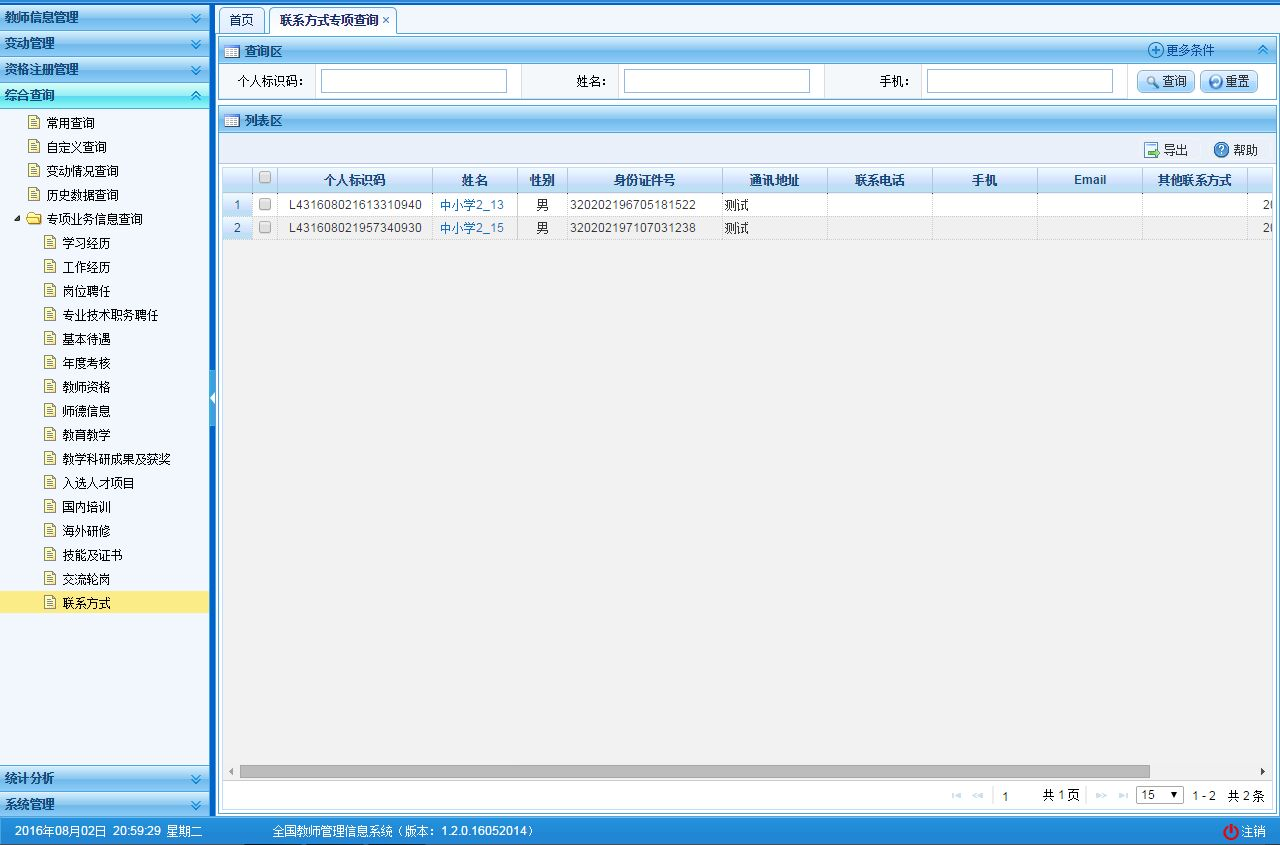 教师信息管理
变动管理
资格注册管理
综合查询
常用查询
自定义查询
变动情况查询
历史数据查询
专项业务信息查询
学习经历
工作经历
岗位聘任
专业技术职务聘任
基本待遇
年度考核
教师资格
师德信息
教育教学
教学科研成果及获奖
入选人才项目
国内培训
海外研修
技能及证书
交流轮岗
联系方式
统计分析
系统管理
首页 联系方式专项查询 ×
查询区 更多条件
个人标识码： 姓名： 手机： 查询 重置
列表区
导出 帮助
个人标识码 姓名 性别 身份证件号 通讯地址 联系电话 手机 Email 其他联系方式
1 L431608021613310940 中小学2_13 男 320202196705181522 测试 20
2 L431608021957340930 中小学2_15 男 320202197107031238 测试 20
1 共 1 页 15 1 - 2 共 2 条
2016年08月02日 20:59:29 星期二 全国教师管理信息系统（版本：1.2.0.16052014） 注销